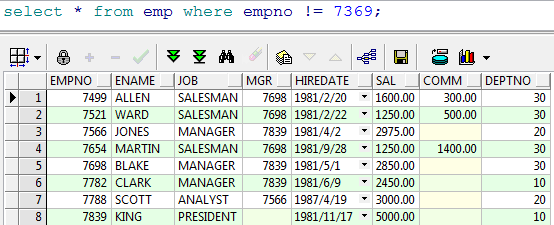 select * from emp where empno != 7369;
EMPNO ENAME JOB MGR HIREDATE SAL COMM DEPTNO
1 7499 ALLEN SALESMAN 7698 1981/2/20 1600.00 300.00 30
2 7521 WARD SALESMAN 7698 1981/2/22 1250.00 500.00 30
3 7566 JONES MANAGER 7839 1981/4/2 2975.00 20
4 7654 MARTIN SALESMAN 7698 1981/9/28 1250.00 1400.00 30
5 7698 BLAKE MANAGER 7839 1981/5/1 2850.00 30
6 7782 CLARK MANAGER 7839 1981/6/9 2450.00 10
7 7788 SCOTT ANALYST 7566 1987/4/19 3000.00 20
8 7839 KING PRESIDENT 1981/11/17 5000.00 10